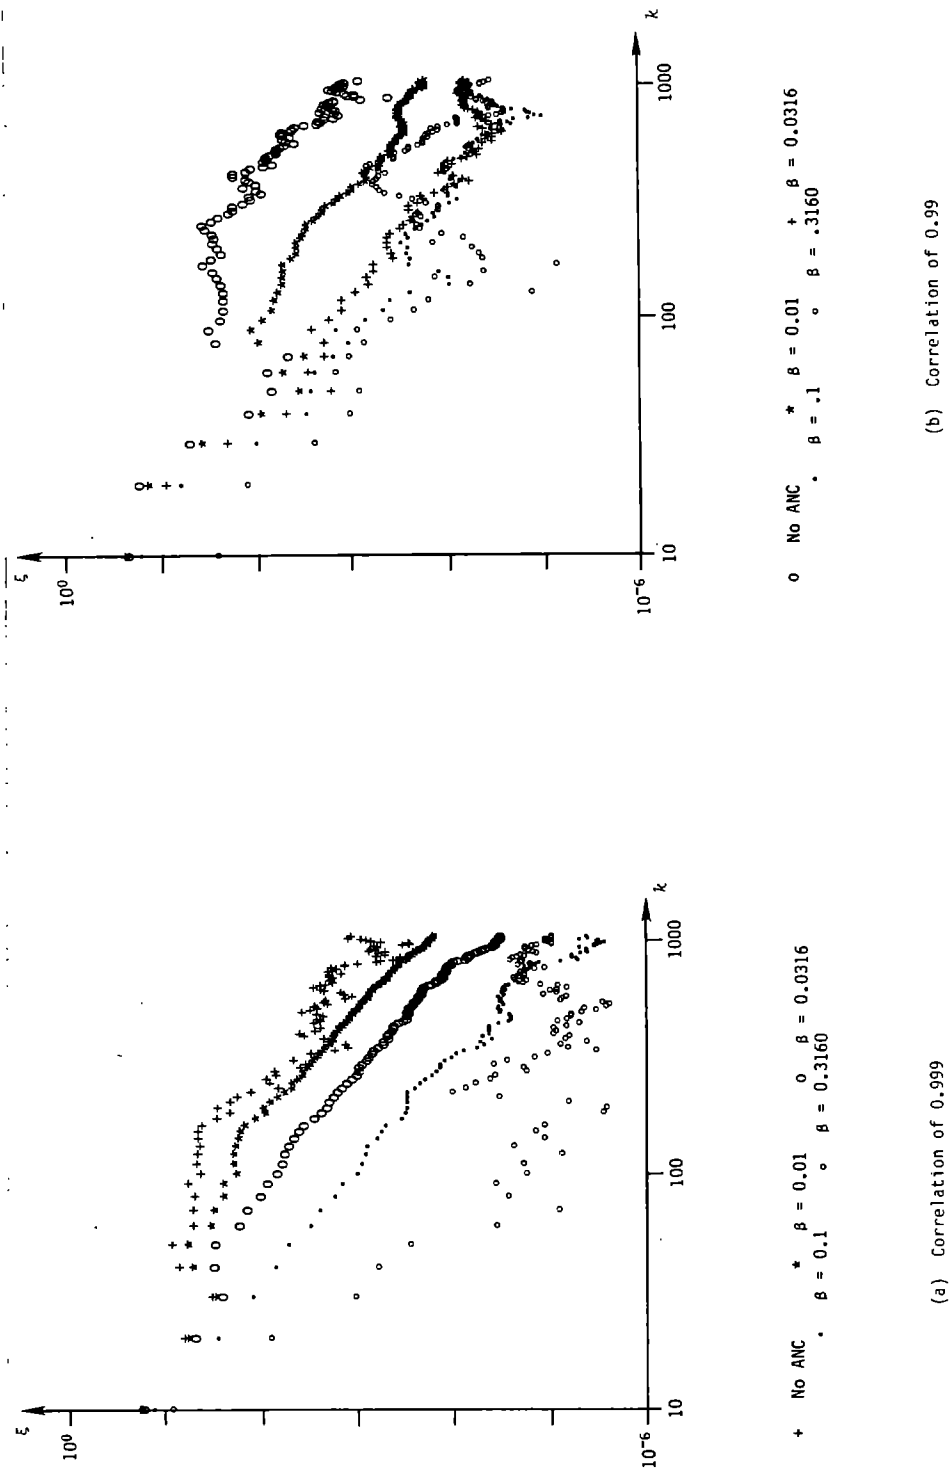 ξ
10⁰
10⁻⁶
10
100
1000
k
+ No ANC * β = 0.01 o β = 0.0316
. β = 0.1 o β = 0.3160
(a) Correlation of 0.999
ξ
10⁰
10⁻⁶
10
100
1000
k
o No ANC * β = 0.01 + β = 0.0316
. β = .1 o β = .3160
(b) Correlation of 0.99